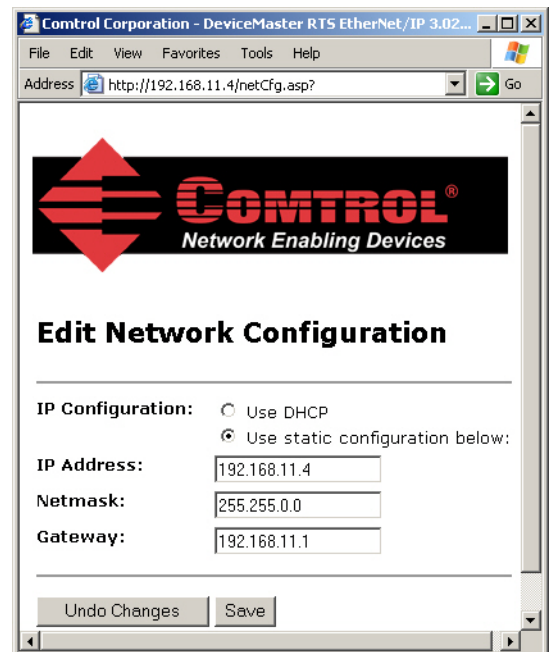 Comtrol Corporation - DeviceMaster RTS EtherNet/IP 3.02...
File Edit View Favorites Tools Help
Address http://192.168.11.4/netCfg.asp? Go
COMTROL®
Network Enabling Devices
Edit Network Configuration
IP Configuration: Use DHCP
Use static configuration below:
IP Address: 192.168.11.4
Netmask: 255.255.0.0
Gateway: 192.168.11.1
Undo Changes Save